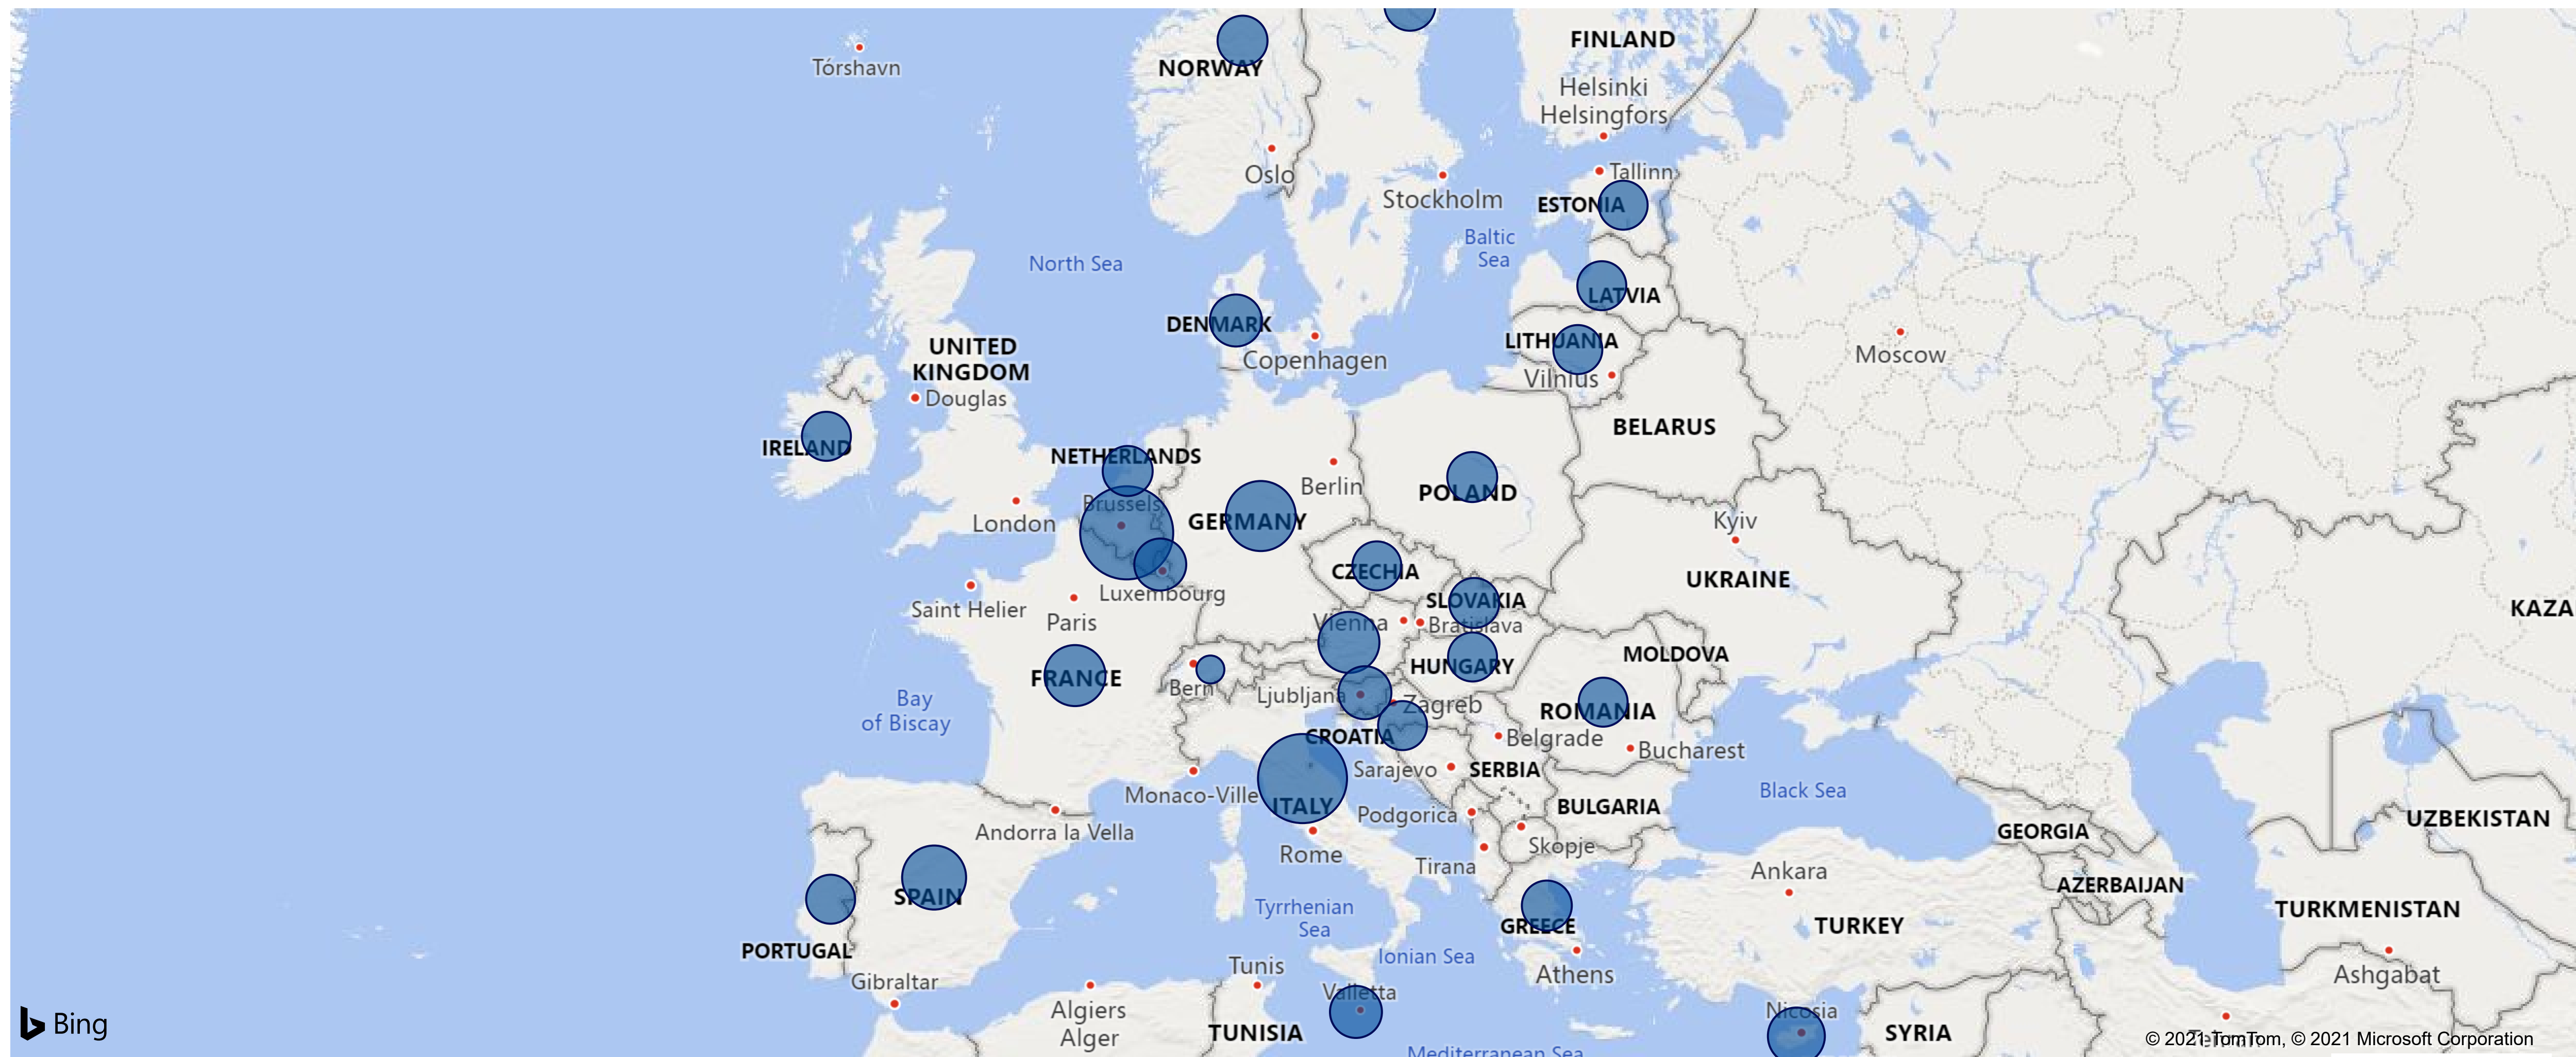 FINLAND
Tórshavn
NORWAY
Helsinki
Helsingfors
Oslo
Tallinn
Stockholm
ESTONIA
Baltic
Sea
North Sea
LATVIA
DENMARK
LITHUANIA
UNITED
KINGDOM
Copenhagen
Moscow
Vilnius
Douglas
BELARUS
IRELAND
NETHERLANDS
Berlin
POLAND
Brussels
GERMANY
London
Kyiv
CZECHIA
UKRAINE
Luxembourg
SLOVAKIA
Saint Helier
Paris
Vienna
Bratislava
KAZA
MOLDOVA
HUNGARY
FRANCE
Bern
Ljubljana
Zagreb
Bay
of Biscay
ROMANIA
CROATIA
Belgrade
Bucharest
Sarajevo
SERBIA
Black Sea
Monaco-Ville
ITALY
BULGARIA
Podgorica
UZBEKISTAN
Andorra la Vella
GEORGIA
Skopje
Rome
Tirana
Ankara
AZERBAIJAN
SPAIN
Tyrrhenian
Sea
GREECE
TURKEY
TURKMENISTAN
PORTUGAL
Ionian Sea
Tunis
Athens
Ashgabat
Gibraltar
Valletta
Algiers
Alger
Nicosia
Bing
TUNISIA
SYRIA
© 2021 TomTom, © 2021 Microsoft Corporation
Mediterranean Sea